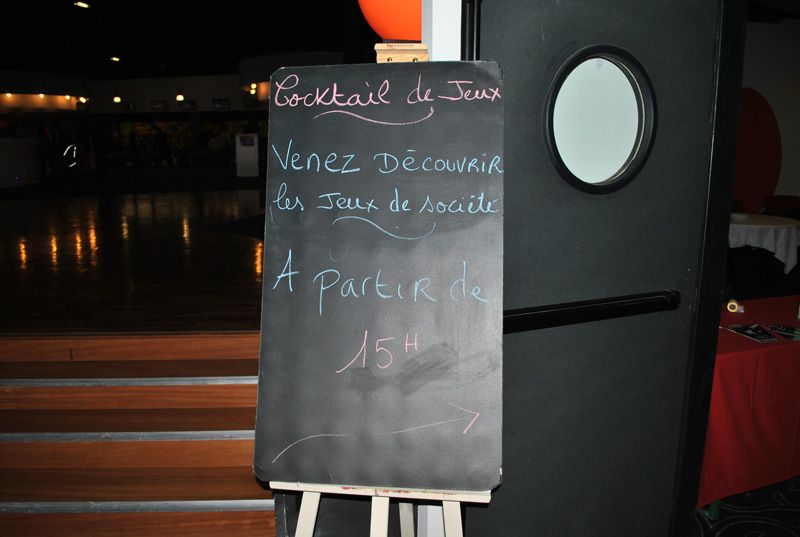 Cocktail de Jeux
Venez Découvrir
les Jeux de société
A partir de
15H